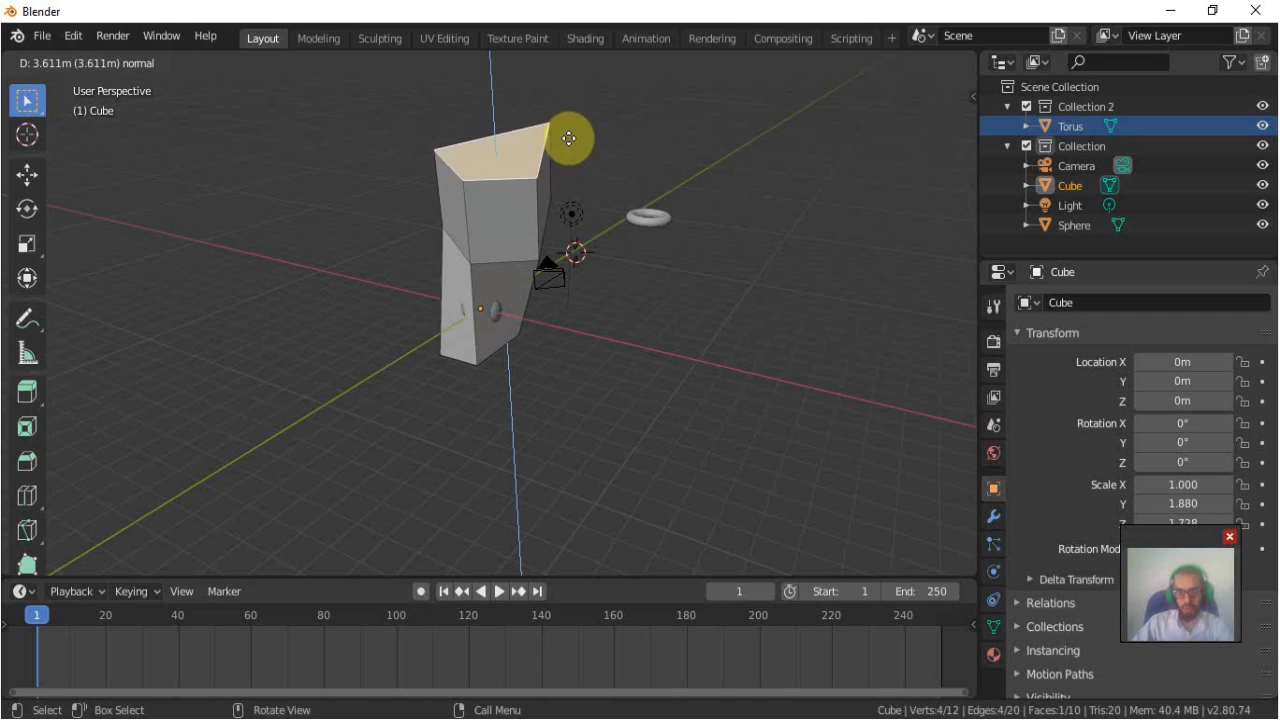 Blender
File Edit Render Window Help Layout Modeling Sculpting UV Editing Texture Paint Shading Animation Rendering Compositing Scripting + Scene View Layer
D: 3.611m (3.611m) normal
User Perspective
(1) Cube
Scene Collection
Collection 2
Torus
Collection
Camera
Cube
Light
Sphere
Cube
Cube
Transform
Location X 0m
Y 0m
Z 0m
Rotation X 0°
Y 0°
Z 0°
Scale X 1.000
Y 1.880
Z 1.728
Rotation Mod
Delta Transform
Relations
Collections
Instancing
Motion Paths
Visibility
Playback Keying View Marker 1 Start: 1 End: 250
1 20 40 60 80 100 120 140 160 180 200 220 240
Select Box Select Rotate View Call Menu Cube | Verts:4/12 | Edges:4/20 | Faces:1/10 | Tris:20 | Mem: 40.4 MB | v2.80.74